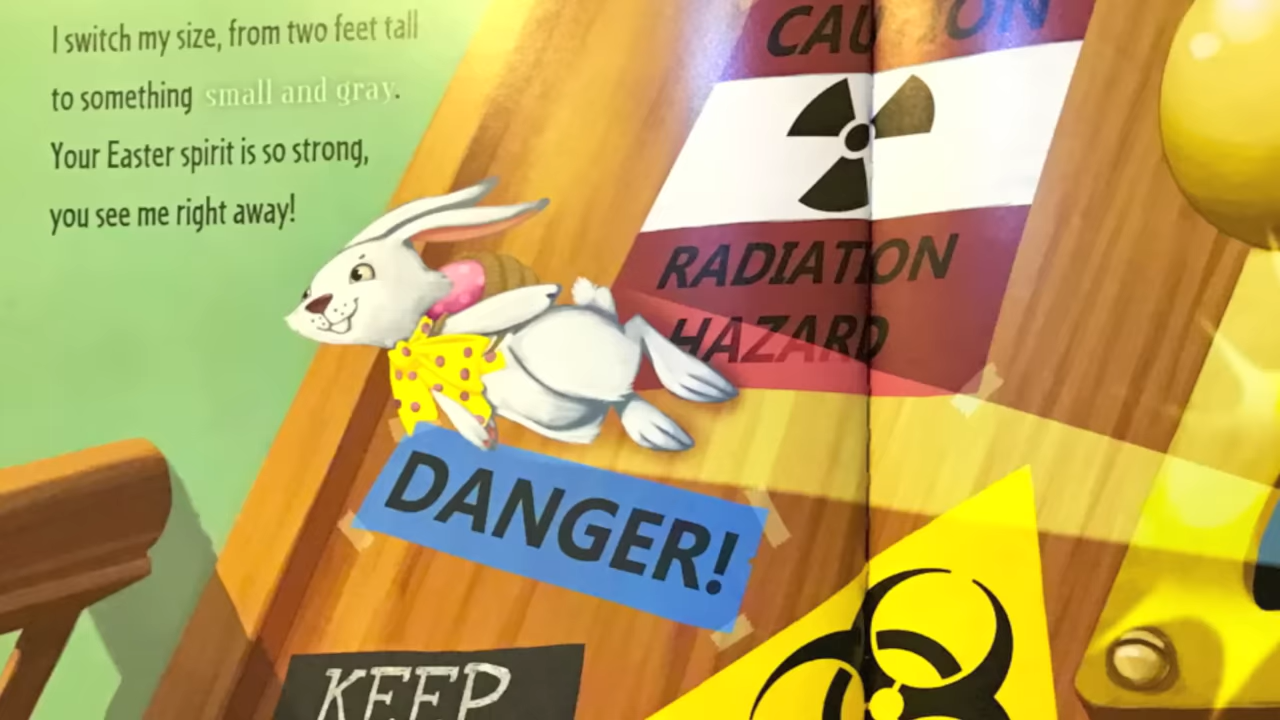 I switch my size, from two feet tall
to something small and gray.
Your Easter spirit is so strong,
you see me right away!
CAUTION
RADIATION
HAZARD
DANGER!
KEEP